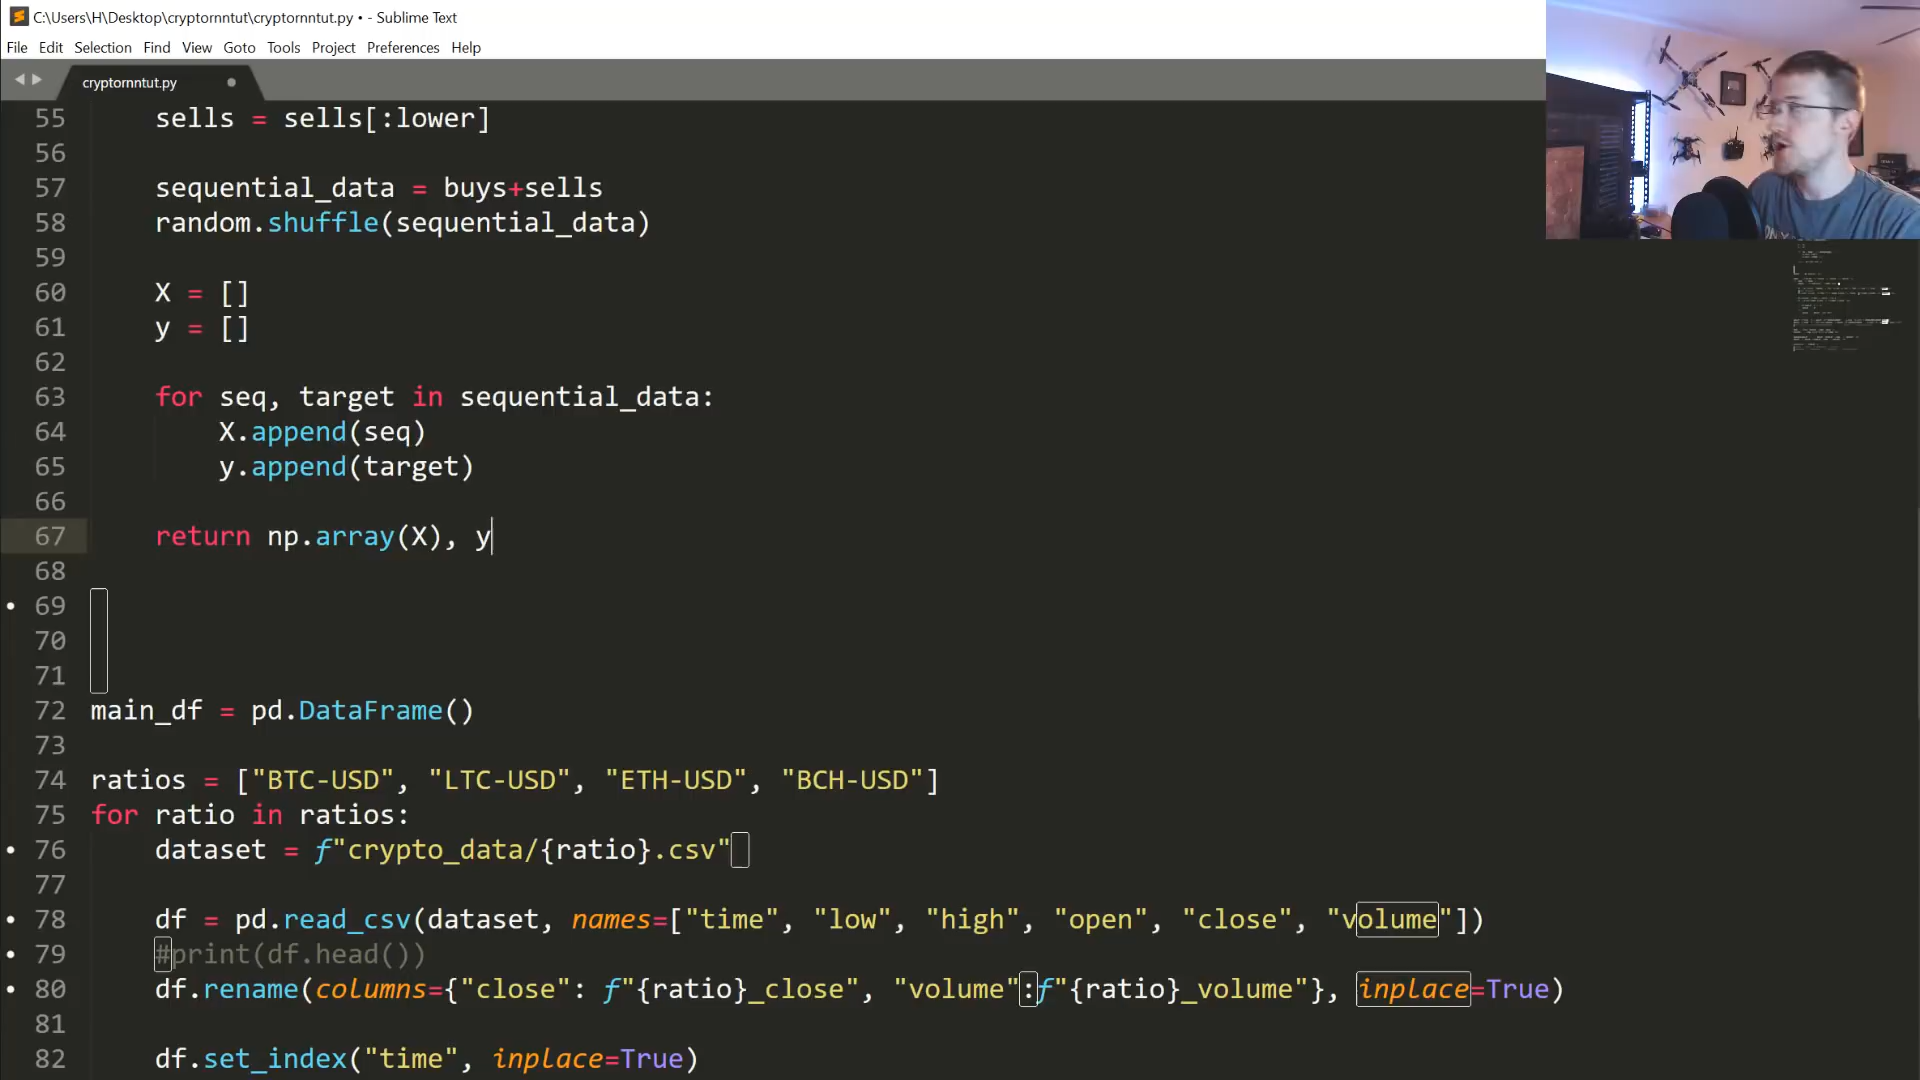 C:\Users\H\Desktop\cryptornntut\cryptornntut.py • - Sublime Text
File Edit Selection Find View Goto Tools Project Preferences Help
cryptornntut.py
55 sells = sells[:lower]
56
57 sequential_data = buys+sells
58 random.shuffle(sequential_data)
59
60 X = []
61 y = []
62
63 for seq, target in sequential_data:
64 X.append(seq)
65 y.append(target)
66
67 return np.array(X), y
68
69
70
71
72 main_df = pd.DataFrame()
73
74 ratios = ["BTC-USD", "LTC-USD", "ETH-USD", "BCH-USD"]
75 for ratio in ratios:
76 dataset = f"crypto_data/{ratio}.csv"
77
78 df = pd.read_csv(dataset, names=["time", "low", "high", "open", "close", "volume"])
79 #print(df.head())
80 df.rename(columns={"close": f"{ratio}_close", "volume":f"{ratio}_volume"}, inplace=True)
81
82 df.set_index("time", inplace=True)